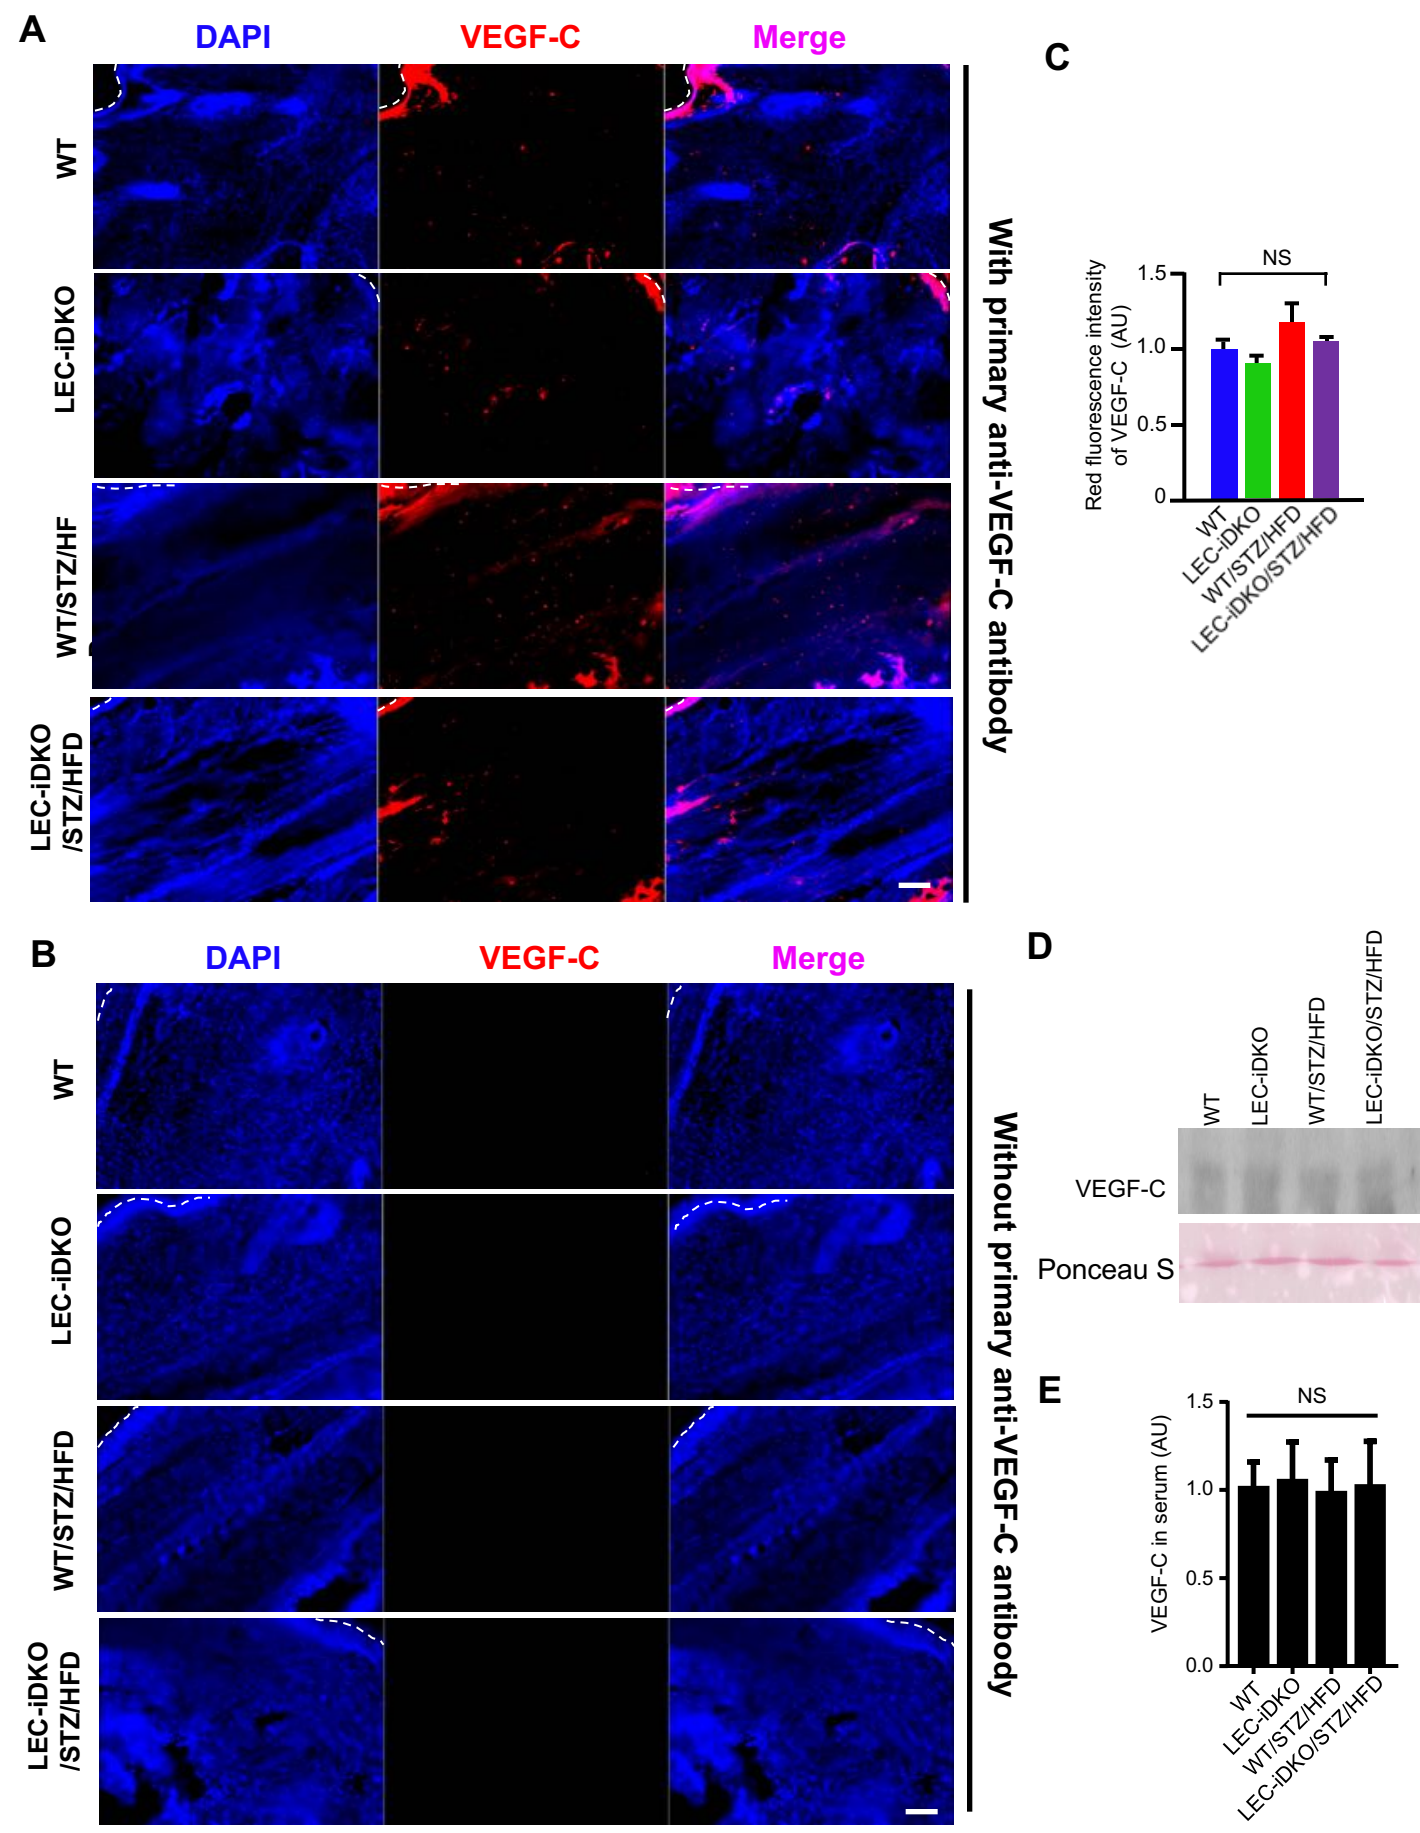 A
DAPI
VEGF-C
Merge
WT
LEC-iDKO
WT/STZ/HF
LEC-iDKO
/STZ/HFD
With primary anti-VEGF-C antibody
C
NS
Red fluorescence intensity
of VEGF-C (AU)
1.5
1.0
0.5
0
WT
LEC-iDKO
WT/STZ/HFD
LEC-iDKO/STZ/HFD
B
DAPI
VEGF-C
Merge
WT
LEC-iDKO
WT/STZ/HFD
LEC-iDKO
/STZ/HFD
Without primary anti-VEGF-C antibody
D
WT
LEC-iDKO
WT/STZ/HFD
LEC-iDKO/STZ/HFD
VEGF-C
Ponceau S
E
NS
VEGF-C in serum (AU)
1.5
1.0
0.5
0.0
WT
LEC-iDKO
WT/STZ/HFD
LEC-iDKO/STZ/HFD